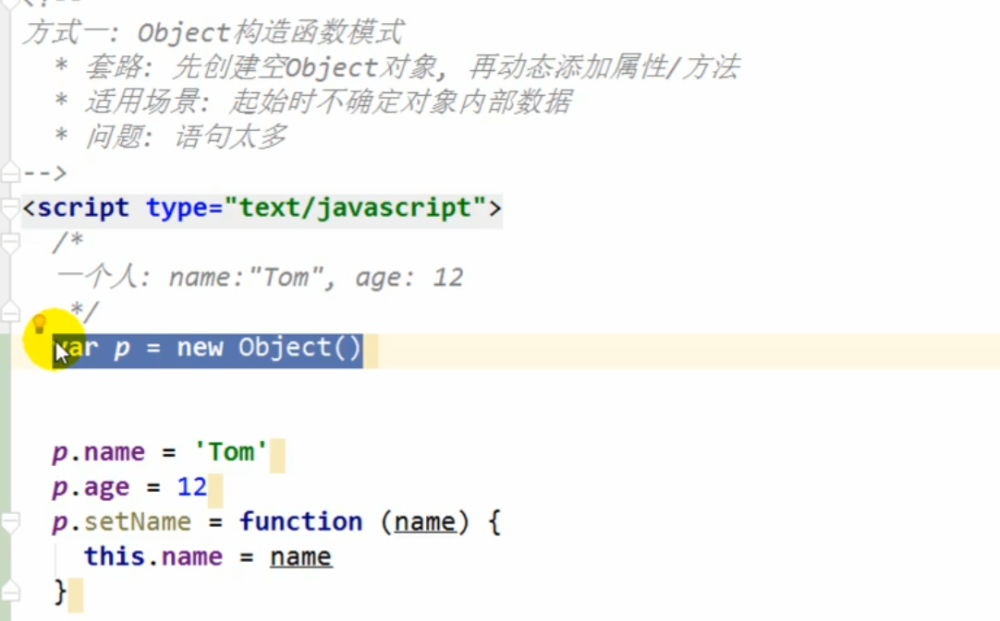 方式一: Object构造函数模式
* 套路: 先创建空Object对象, 再动态添加属性/方法
* 适用场景: 起始时不确定对象内部数据
* 问题: 语句太多
-->
<script type="text/javascript">
/*
一个人: name:"Tom", age: 12
*/
var p = new Object()
p.name = 'Tom'
p.age = 12
p.setName = function (name) {
this.name = name
}